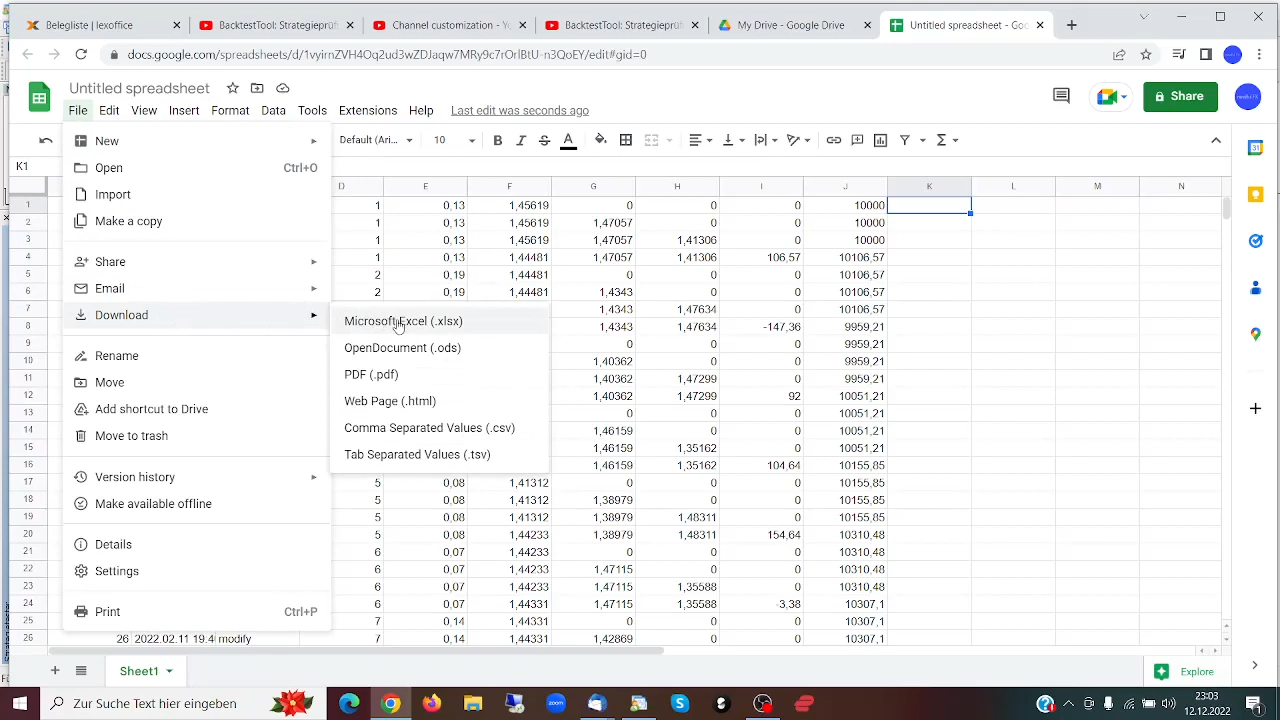 Belegliste | lexoffice
BacktestTool: Strategieprüfe
Channel customization - Yo
BacktestTool: Strategieprüfe
My Drive - Google Drive
Untitled spreadsheet - Goo
docs.google.com/spreadsheets/d/1vyirnZVH4Oq2ud3wZDJaqw7MRy9c7rOrlBtU-n3QoEY/edit#gid=0
Untitled spreadsheet
File Edit View Insert Format Data Tools Extensions Help Last edit was seconds ago
Share
Default (Ari... 10
K1
D E F G H I J K L M N
1 1 0,13 1,45619 0 0 0 10000
2 1 0,13 1,45619 1,47057 0 0 10000
3 1 0,13 1,45619 1,47057 1,41306 0 10000
4 1 0,13 1,44481 1,47057 1,41306 106,57 10106,57
5 2 0,19 1,44481 0 0 0 10106,57
6 2 0,19 1,44481 1,4343 0 0 10106,57
7 1,4343 1,47634 0 10106,57
8 1,4343 1,47634 -147,36 9959,21
9 0 0 0 9959,21
10 1,40362 0 0 9959,21
11 1,40362 1,47299 0 9959,21
12 1,40362 1,47299 92 10051,21
13 0 0 0 10051,21
14 1,46159 0 0 10051,21
15 1,46159 1,35162 0 10051,21
16 1,46159 1,35162 104,64 10155,85
17 5 0,08 1,41312 0 0 0 10155,85
18 5 0,08 1,41312 1,38979 0 0 10155,85
19 5 0,08 1,41312 1,38979 1,48311 0 10155,85
20 5 0,08 1,44233 1,38979 1,48311 154,64 10310,48
21 6 0,07 1,44233 0 0 0 10310,48
22 6 0,07 1,44233 1,47115 0 0 10310,48
23 6 0,07 1,44233 1,47115 1,35588 0 10310,48
24 6 0,07 1,44331 1,47115 1,35588 -3,38 10307,1
25 7 0,14 1,44331 0 0 0 10307,1
26 26 2022.02.11 19:4 modify 7 0,14 1,44331 1,42869 0 0 10307,1
New
Open Ctrl+O
Import
Make a copy
Share
Email
Download
Rename
Move
Add shortcut to Drive
Move to trash
Version history
Make available offline
Details
Settings
Print Ctrl+P
Microsoft Excel (.xlsx)
OpenDocument (.ods)
PDF (.pdf)
Web Page (.html)
Comma Separated Values (.csv)
Tab Separated Values (.tsv)
Sheet1
Explore
Zur Suche Text hier eingeben
zoom
23:03
12.12.2022